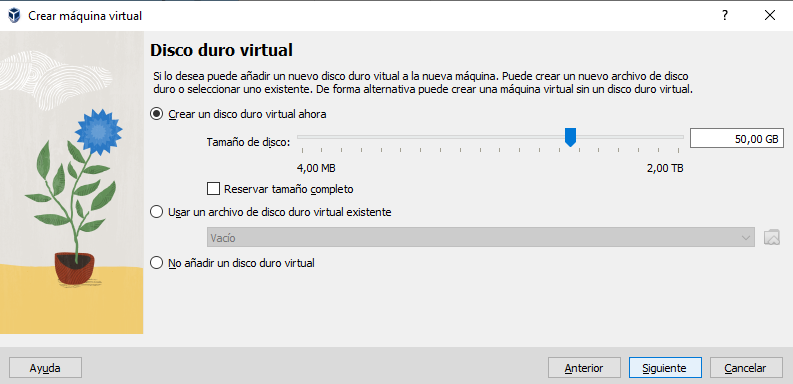 Crear máquina virtual
?
Disco duro virtual
Si lo desea puede añadir un nuevo disco duro vitual a la nueva máquina. Puede crear un nuevo archivo de disco
duro o seleccionar uno existente. De forma alternativa puede crear una máquina virtual sin un disco duro virtual.
Crear un disco duro virtual ahora
Tamaño de disco:
50,00 GB
4,00 MB
2,00 TB
Reservar tamaño completo
Usar un archivo de disco duro virtual existente
Vacío
No añadir un disco duro virtual
Ayuda
Anterior
Siguiente
Cancelar